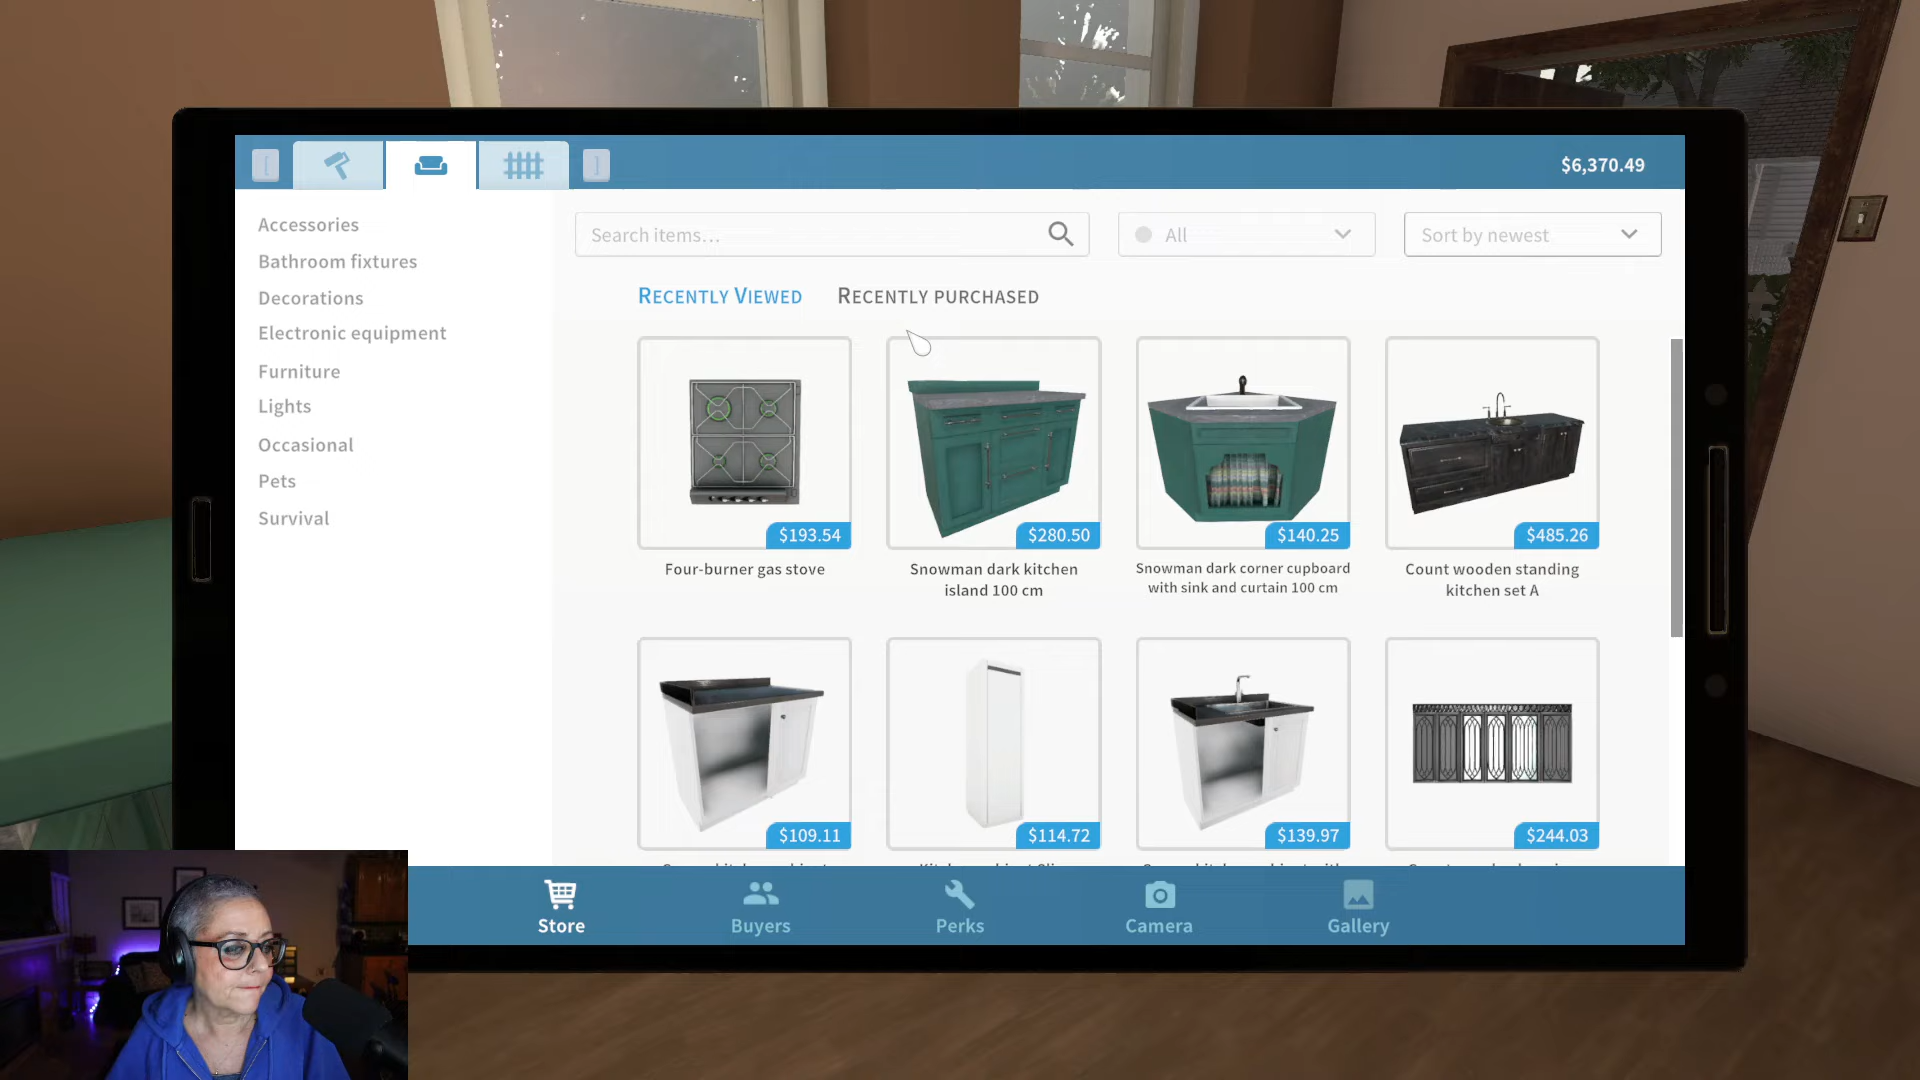 $6,370.49
Accessories
Bathroom fixtures
Decorations
Electronic equipment
Furniture
Lights
Occasional
Pets
Survival
Search items...
All
Sort by newest
RECENTLY VIEWED
RECENTLY PURCHASED
$193.54
$280.50
$140.25
$485.26
Four-burner gas stove
Snowman dark kitchen
island 100 cm
Snowman dark corner cupboard
with sink and curtain 100 cm
Count wooden standing
kitchen set A
$109.11
$114.72
$139.97
$244.03
Store
Buyers
Perks
Camera
Gallery